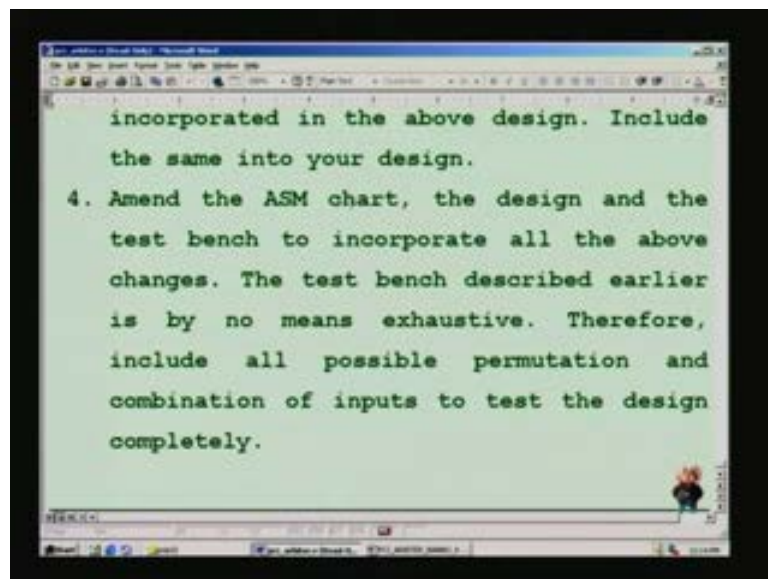 incorporated in the above design. Include
the same into your design.
4. Amend the ASM chart, the design and the
test bench to incorporate all the above
changes. The test bench described earlier
is by no means exhaustive. Therefore,
include all possible permutation and
combination of inputs to test the design
completely.